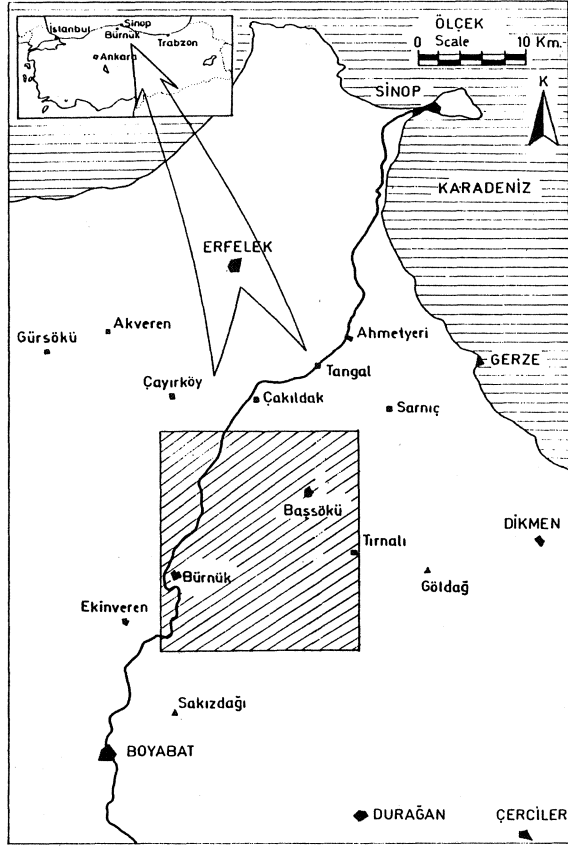 İstanbul
Sinop
Bürnük
Trabzon
Ankara
ÖLÇEK
Scale
0
10 Km.
SİNOP
K
KARADENİZ
ERFELEK
Akveren
Gürsökü
Ahmetyeri
Tangal
GERZE
Çayırköy
Çakıldak
Sarnıç
Başsökü
DİKMEN
Tırnalı
Bürnük
Göldağ
Ekinveren
Sakızdağı
BOYABAT
DURAĞAN
ÇERCİLER